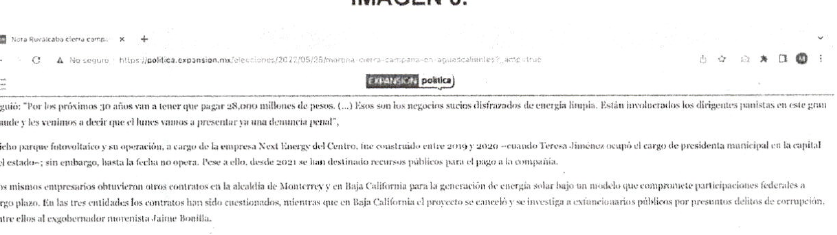 IMAGEN 6.
Nota Ruvalcaba cierra camp...
No seguro https://politica.expansion.mx/elecciones/2022/05/25/morena-cierra-campana-en-aguascalientes?_amp=true
EXPANSIÓN política
guió: "Por los próximos 30 años van a tener que pagar 28,000 millones de pesos. (...) Esos son los negocios sucios disfrazados de energía limpia. Están involucrados los dirigentes panistas en este gran
aude y les venimos a decir que el lunes vamos a presentar ya una denuncia penal",
icho parque fotovoltaico y su operación, a cargo de la empresa Next Energy del Centro, fue construido entre 2019 y 2020 –cuando Teresa Jiménez ocupó el cargo de presidenta municipal en la capital
el estado–; sin embargo, hasta la fecha no opera. Pese a ello, desde 2021 se han destinado recursos públicos para el pago a la compañía.
os mismos empresarios obtuvieron otros contratos en la alcaldía de Monterrey y en Baja California para la generación de energía solar bajo un modelo que compromete participaciones federales a
rgo plazo. En las tres entidades los contratos han sido cuestionados, mientras que en Baja California el proyecto se canceló y se investiga a exfuncionarios públicos por presuntos delitos de corrupción,
ntre ellos al exgobernador morenista Jaime Bonilla.